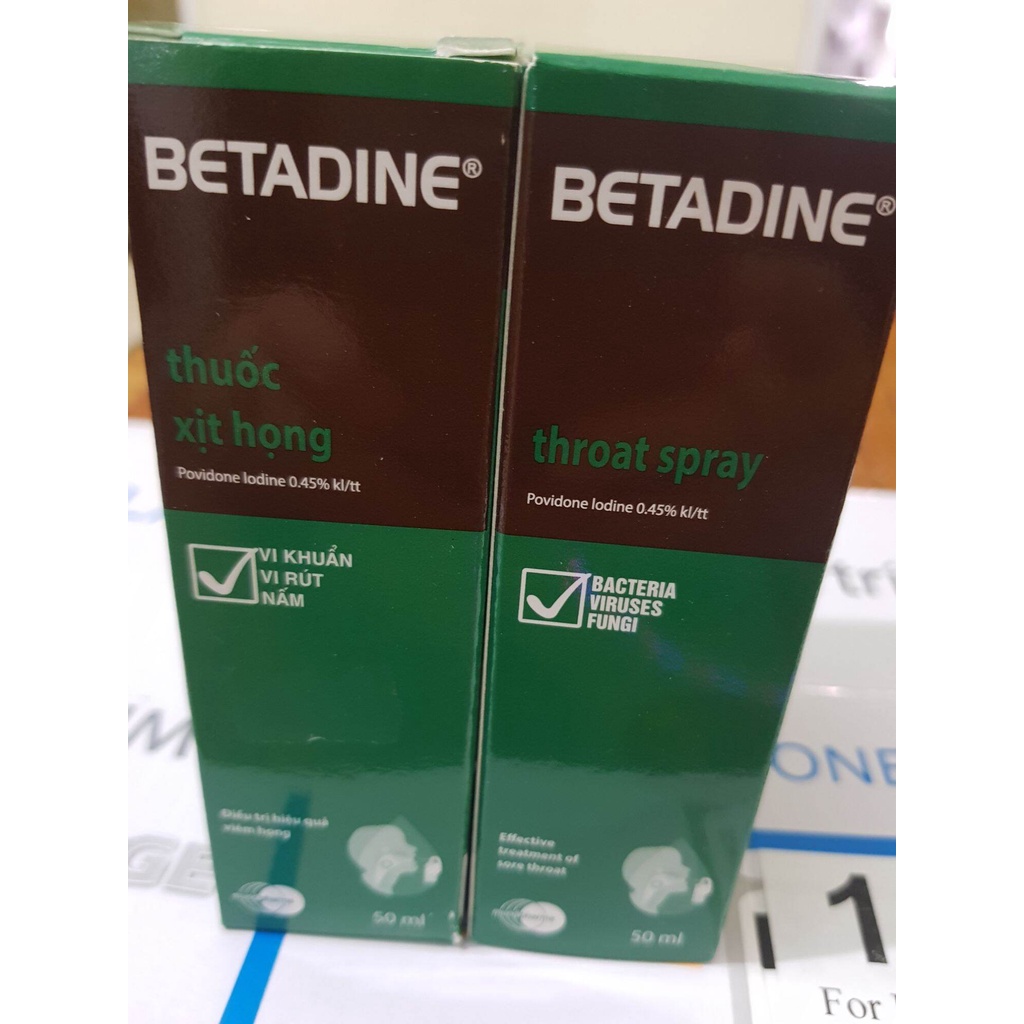 BETADINE®
thuốc
xịt họng
Povidone Iodine 0.45% kl/tt
VI KHUẨN
VI RÚT
NẤM
Điều trị hiệu quả
viêm họng
50 ml
BETADINE®
throat spray
Povidone Iodine 0.45% kl/tt
BACTERIA
VIRUSES
FUNGI
Effective
treatment of
sore throat
50 ml
ONE
1
For